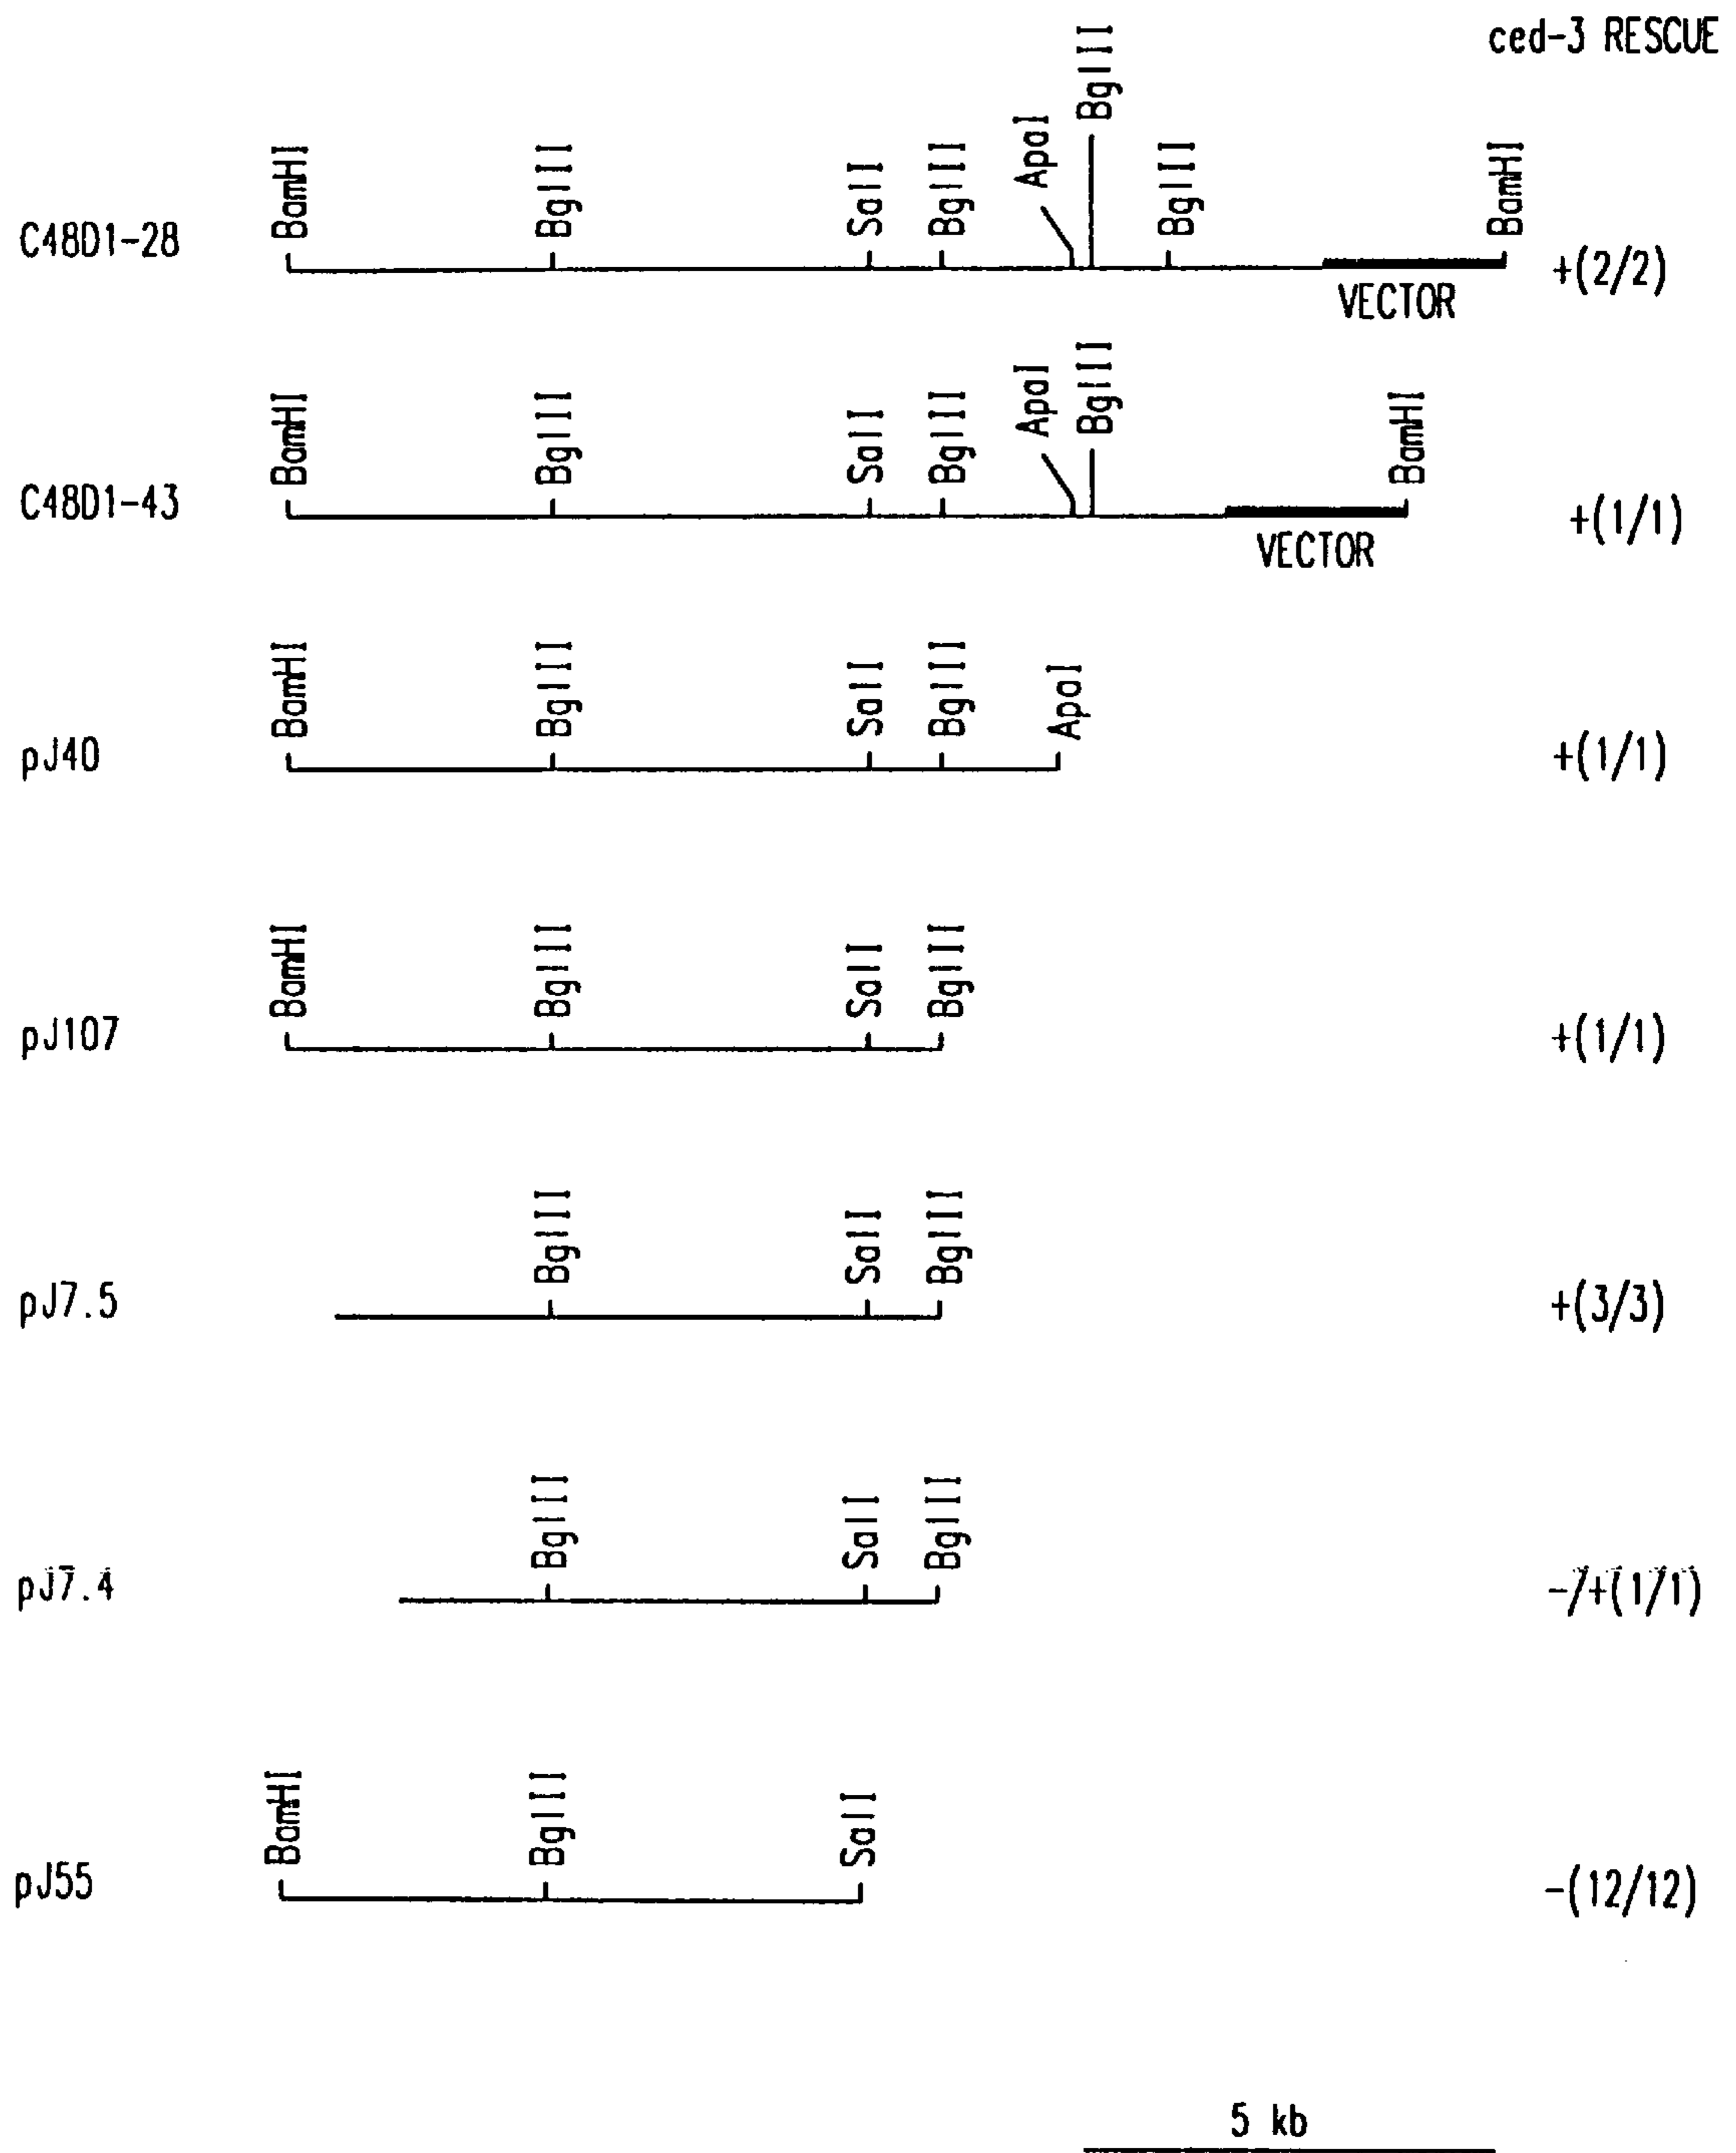 ced-3 RESCUE
C48D1-28
BamHI
BglII
SalI
BglII
ApaI
BglII
BglII
BamHI
+(2/2)
VECTOR
C48D1-43
BamHI
BglII
SalI
BglII
ApaI
BglII
BamHI
+(1/1)
VECTOR
pJ40
BamHI
BglII
SalI
BglII
ApaI
+(1/1)
pJ107
BamHI
BglII
SalI
BglII
+(1/1)
pJ7.5
BglII
SalI
BglII
+(3/3)
pJ7.4
BglII
SalI
BglII
-/+(1/1)
pJ55
BamHI
BglII
SalI
-(12/12)
5 kb